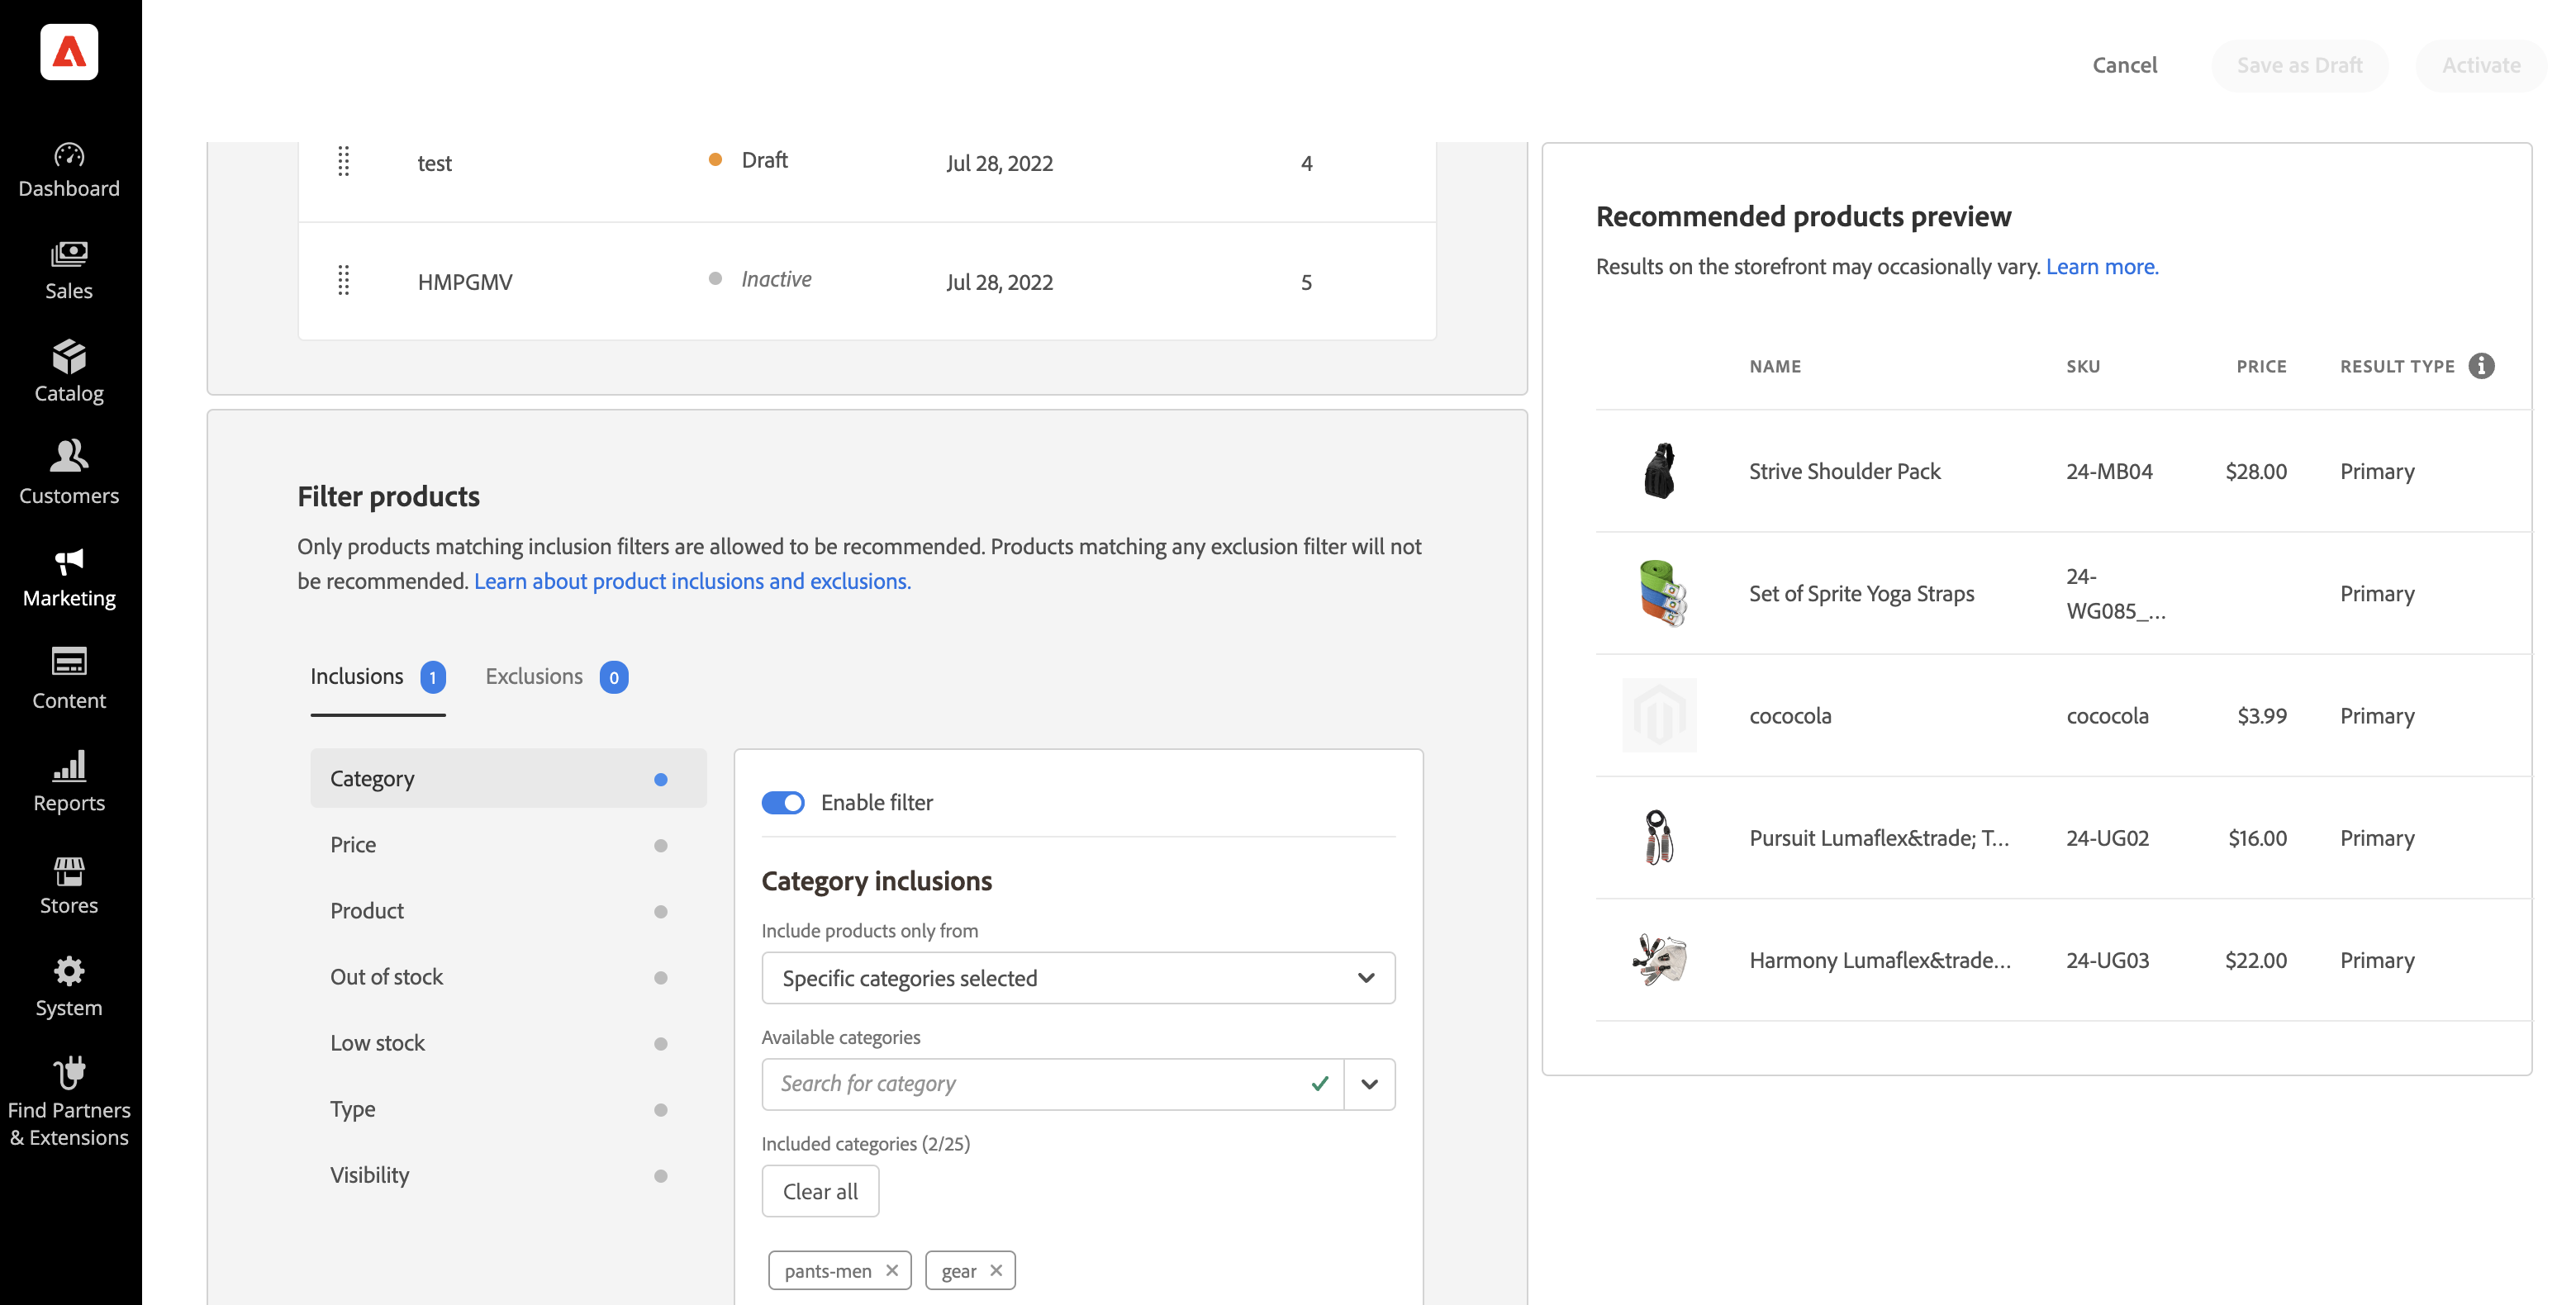 Cancel
Save as Draft
Activate
Dashboard
Sales
Catalog
Customers
Marketing
Content
Reports
Stores
System
Find Partners
& Extensions
test Draft Jul 28, 2022 4
HMPGMV Inactive Jul 28, 2022 5
Filter products
Only products matching inclusion filters are allowed to be recommended. Products matching any exclusion filter will not
be recommended. Learn about product inclusions and exclusions.
Inclusions 1 Exclusions 0
Category
Price
Product
Out of stock
Low stock
Type
Visibility
Enable filter
Category inclusions
Include products only from
Specific categories selected
Available categories
Search for category
Included categories (2/25)
Clear all
pants-men gear
Recommended products preview
Results on the storefront may occasionally vary. Learn more.
NAME SKU PRICE RESULT TYPE
Strive Shoulder Pack 24-MB04 $28.00 Primary
Set of Sprite Yoga Straps 24-
WG085_... Primary
cococola cococola $3.99 Primary
Pursuit Lumaflex&trade; T... 24-UG02 $16.00 Primary
Harmony Lumaflex&trade... 24-UG03 $22.00 Primary